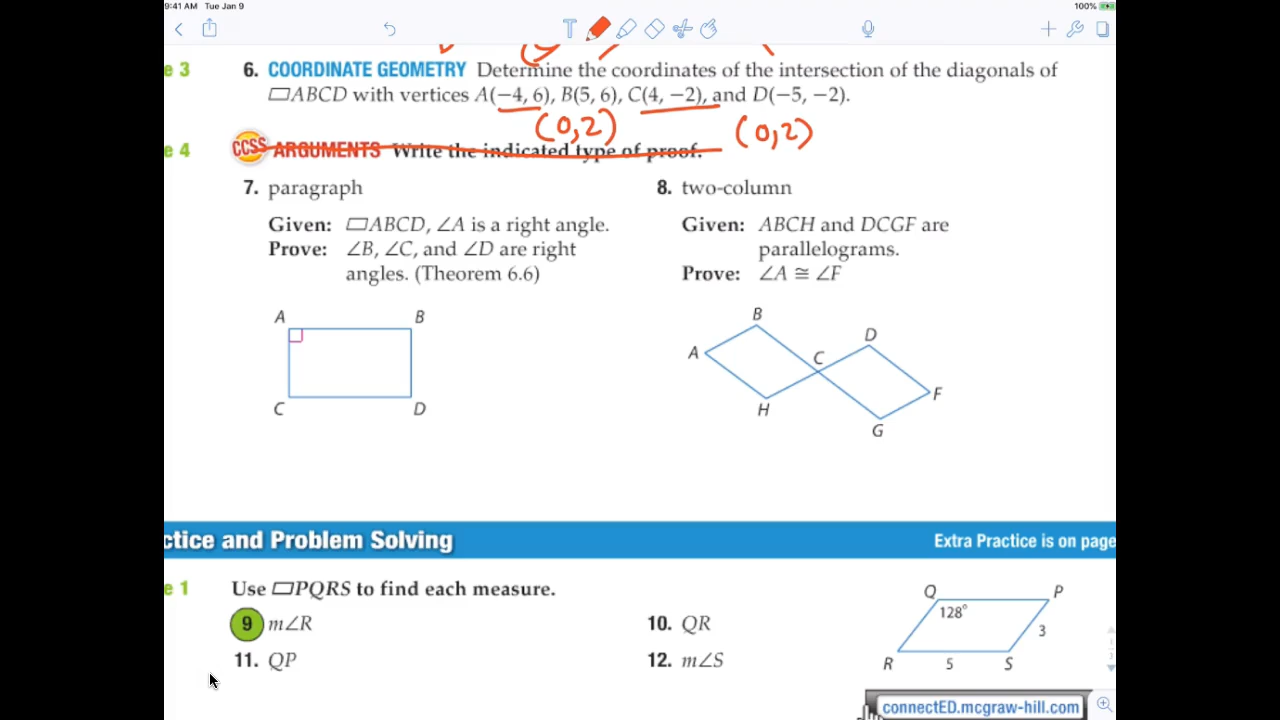 9:41 AM Tue Jan 9
100%
T
e 3
6. COORDINATE GEOMETRY Determine the coordinates of the intersection of the diagonals of
▱ABCD with vertices A(−4, 6), B(5, 6), C(4, −2), and D(−5, −2).
(0,2)
(0,2)
e 4
CCSS ARGUMENTS Write the indicated type of proof.
7. paragraph
Given: ▱ABCD, ∠A is a right angle.
Prove: ∠B, ∠C, and ∠D are right
angles. (Theorem 6.6)
A
B
C
D
8. two-column
Given: ABCH and DCGF are
parallelograms.
Prove: ∠A ≅ ∠F
B
D
A
C
F
H
G
ctice and Problem Solving
Extra Practice is on page
e 1
Use ▱PQRS to find each measure.
9 m∠R
10. QR
11. QP
12. m∠S
Q
P
128°
3
R
5
S
connectED.mcgraw-hill.com